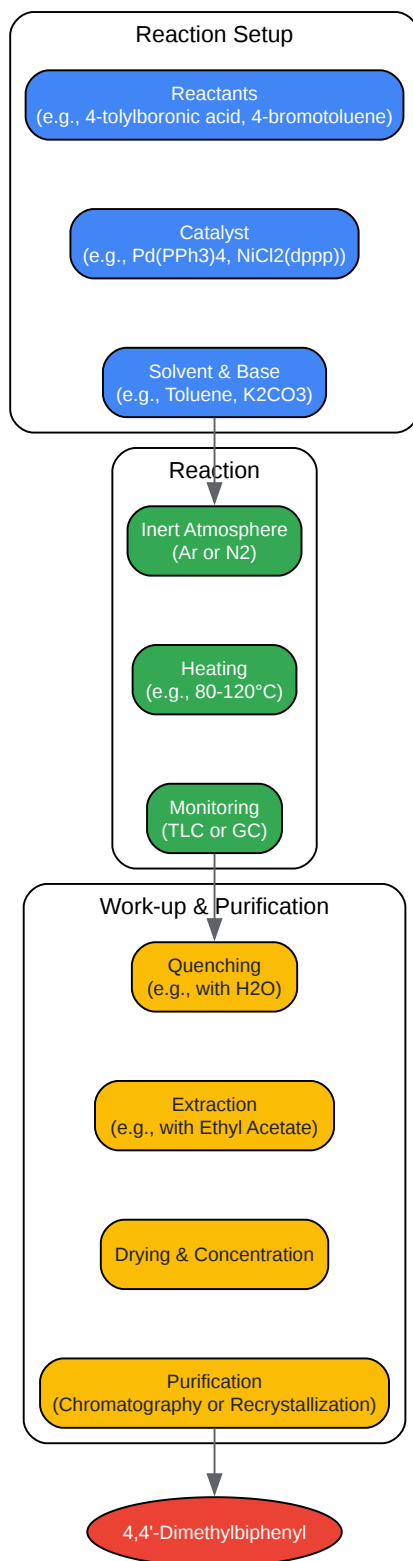 Reaction Setup
Reactants
(e.g., 4-tolylboronic acid, 4-bromotoluene)
Catalyst
(e.g., Pd(PPh3)4, NiCl2(dppp))
Solvent & Base
(e.g., Toluene, K2CO3)
Reaction
Inert Atmosphere
(Ar or N2)
Heating
(e.g., 80-120°C)
Monitoring
(TLC or GC)
Work-up & Purification
Quenching
(e.g., with H2O)
Extraction
(e.g., with Ethyl Acetate)
Drying & Concentration
Purification
(Chromatography or Recrystallization)
4,4'-Dimethylbiphenyl